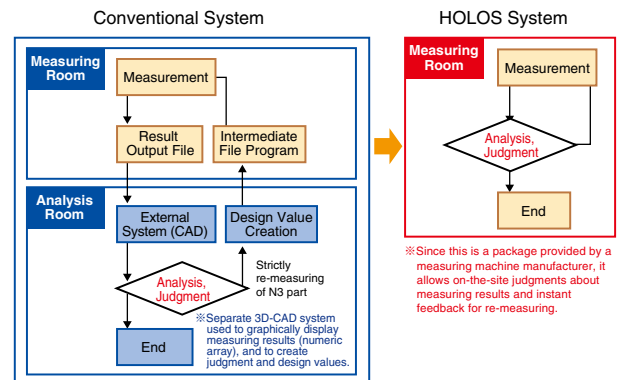 Conventional System
HOLOS System
Measuring
Room
Measurement
Result
Output File
Intermediate
File Program
Analysis
Room
External
System (CAD)
Design Value
Creation
Analysis,
Judgment
Strictly
re-measuring
of N3 part
End
※Separate 3D-CAD system
used to graphically display
measuring results (numeric
array), and to create
judgment and design values.
Measuring
Room
Measurement
Analysis,
Judgment
End
※Since this is a package provided by a
measuring machine manufacturer, it
allows on-the-site judgments about
measuring results and instant
feedback for re-measuring.